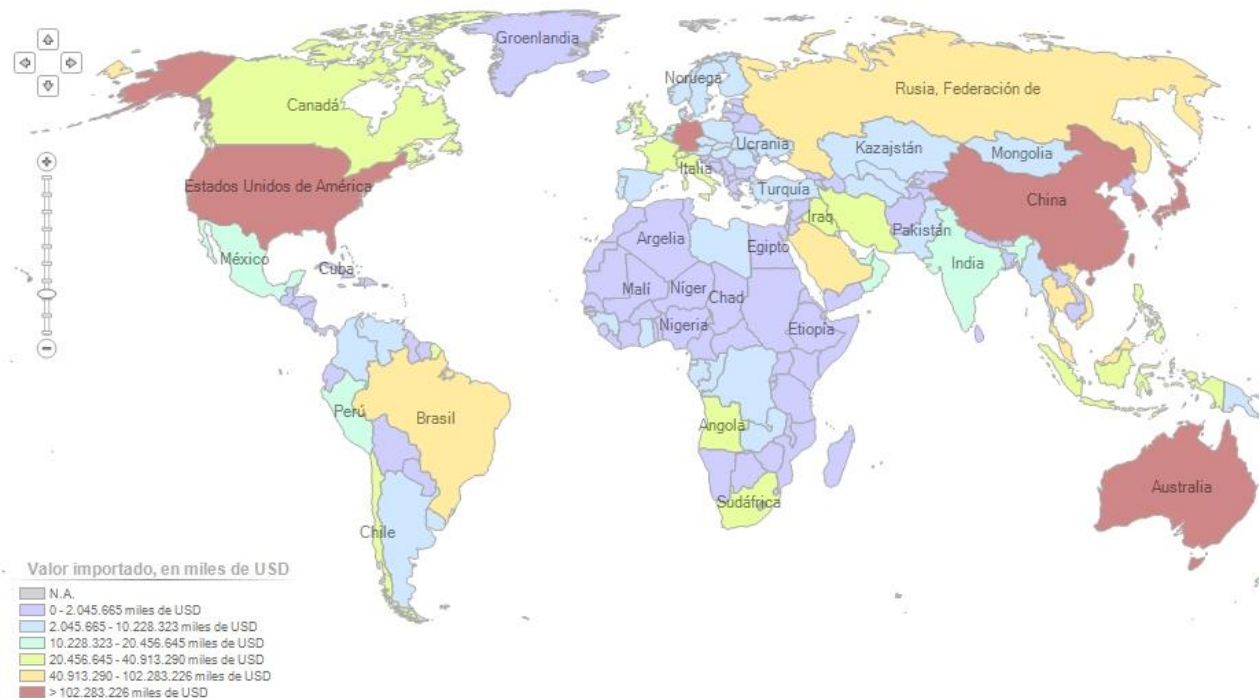 Groenlandia
Noruega
Rusia, Federación de
Canadá
Ucrania
Kazajstán
Mongolia
Italia
Estados Unidos de América
Turquía
China
Iraq
Pakistán
México
Argelia
Egipto
India
Cuba
Malí
Níger
Chad
Nigeria
Etiopía
Perú
Brasil
Angola
Australia
Sudáfrica
Chile
Valor importado, en miles de USD
N.A.
0 - 2.045.665 miles de USD
2.045.665 - 10.228.323 miles de USD
10.228.323 - 20.456.645 miles de USD
20.456.645 - 40.913.290 miles de USD
40.913.290 - 102.283.226 miles de USD
> 102.283.226 miles de USD